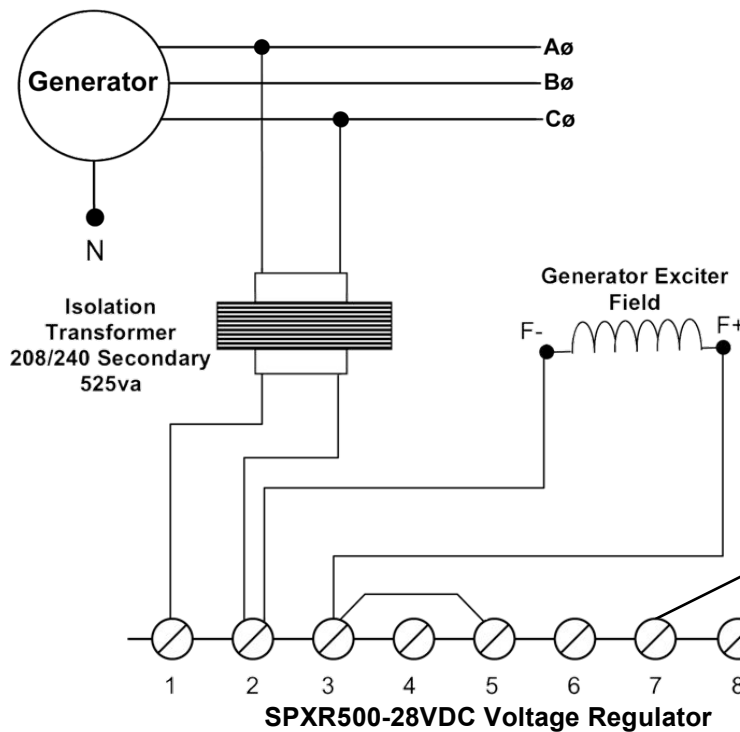 Generator
Aø
Bø
Cø
N
Isolation
Transformer
208/240 Secondary
525va
Generator Exciter
Field
F-
F+
1 2 3 4 5 6 7 8
SPXR500-28VDC Voltage Regulator